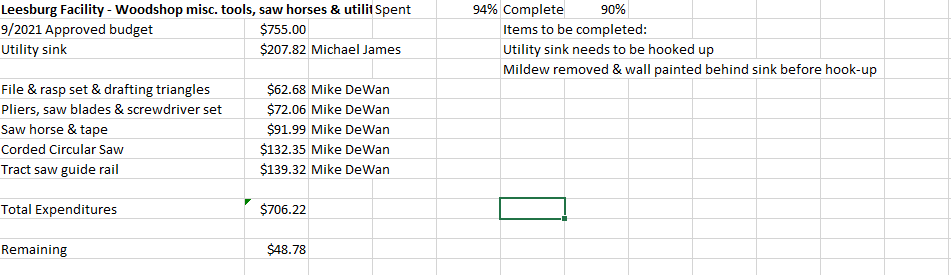 Leesburg Facility - Woodshop misc. tools, saw horses & utilit Spent 94% Complete 90%
9/2021 Approved budget $755.00 Items to be completed:
Utility sink $207.82 Michael James Utility sink needs to be hooked up
Mildew removed & wall painted behind sink before hook-up
File & rasp set & drafting triangles $62.68 Mike DeWan
Pliers, saw blades & screwdriver set $72.06 Mike DeWan
Saw horse & tape $91.99 Mike DeWan
Corded Circular Saw $132.35 Mike DeWan
Tract saw guide rail $139.32 Mike DeWan
Total Expenditures $706.22
Remaining $48.78